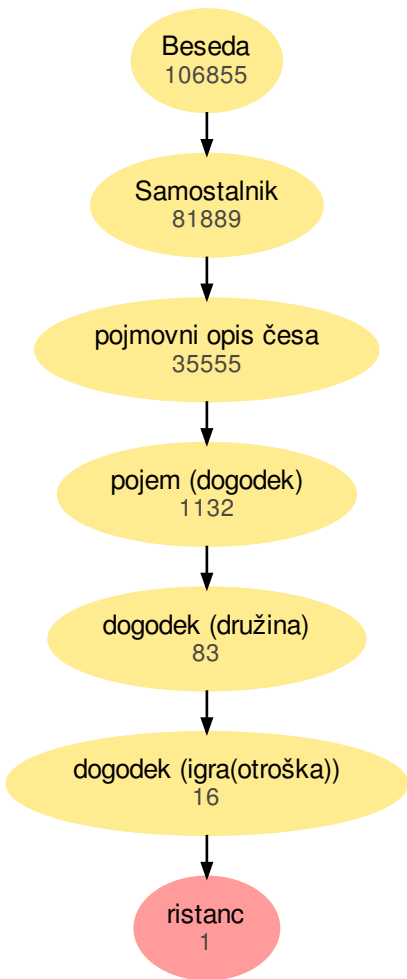 Beseda
106855
Samostalnik
81889
pojmovni opis česa
35555
pojem (dogodek)
1132
dogodek (družina)
83
dogodek (igra(otroška))
16
ristanc
1